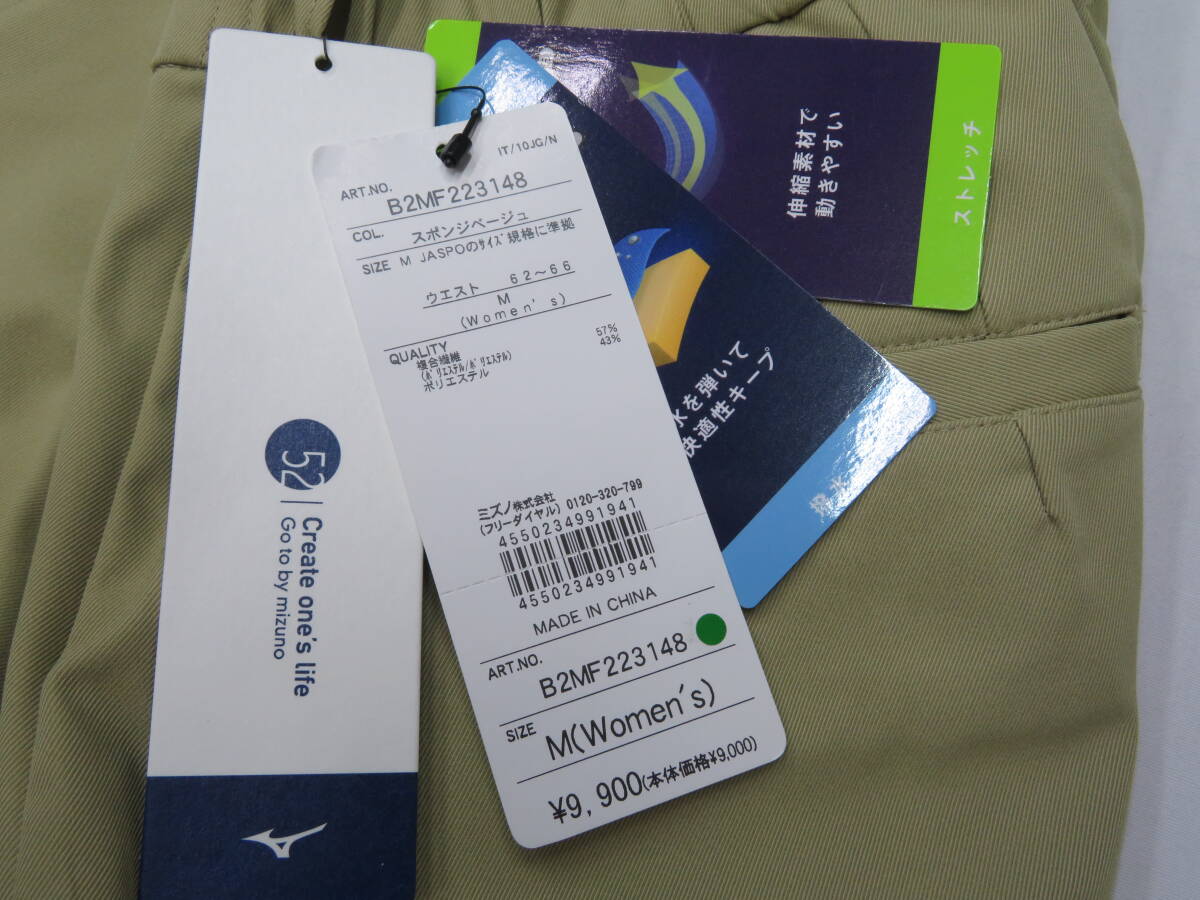 IT/10JG/N
ART.NO.
B2MF223148
COL. スポンジベージュ
SIZE M JASPOのｻｲｽﾞ規格に準拠
ウエスト 62〜66
M
(Women's)
QUALITY
複合繊維 57%
(ﾎﾟﾘｴｽﾃﾙ/ﾎﾟﾘｴｽﾃﾙ) 43%
ポリエステル
ミズノ株式会社
(フリーダイヤル) 0120-320-799
4550234991941
4550234991941
MADE IN CHINA
ART.NO.
B2MF223148
SIZE
M(Women's)
¥9,900(本体価格¥9,000)
52 Create one's life
Go to by mizuno
伸縮素材で
動きやすい
ストレッチ
水を弾いて
快適性キープ
撥水